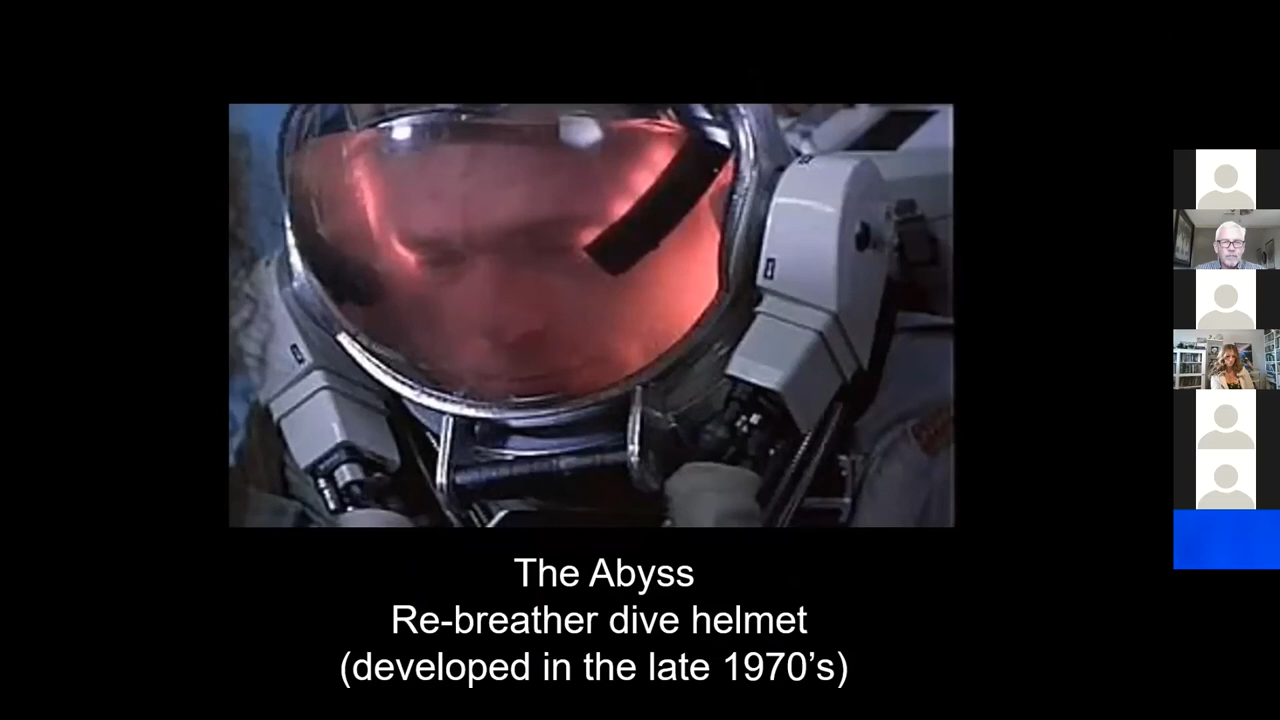 The Abyss
Re-breather dive helmet
(developed in the late 1970’s)